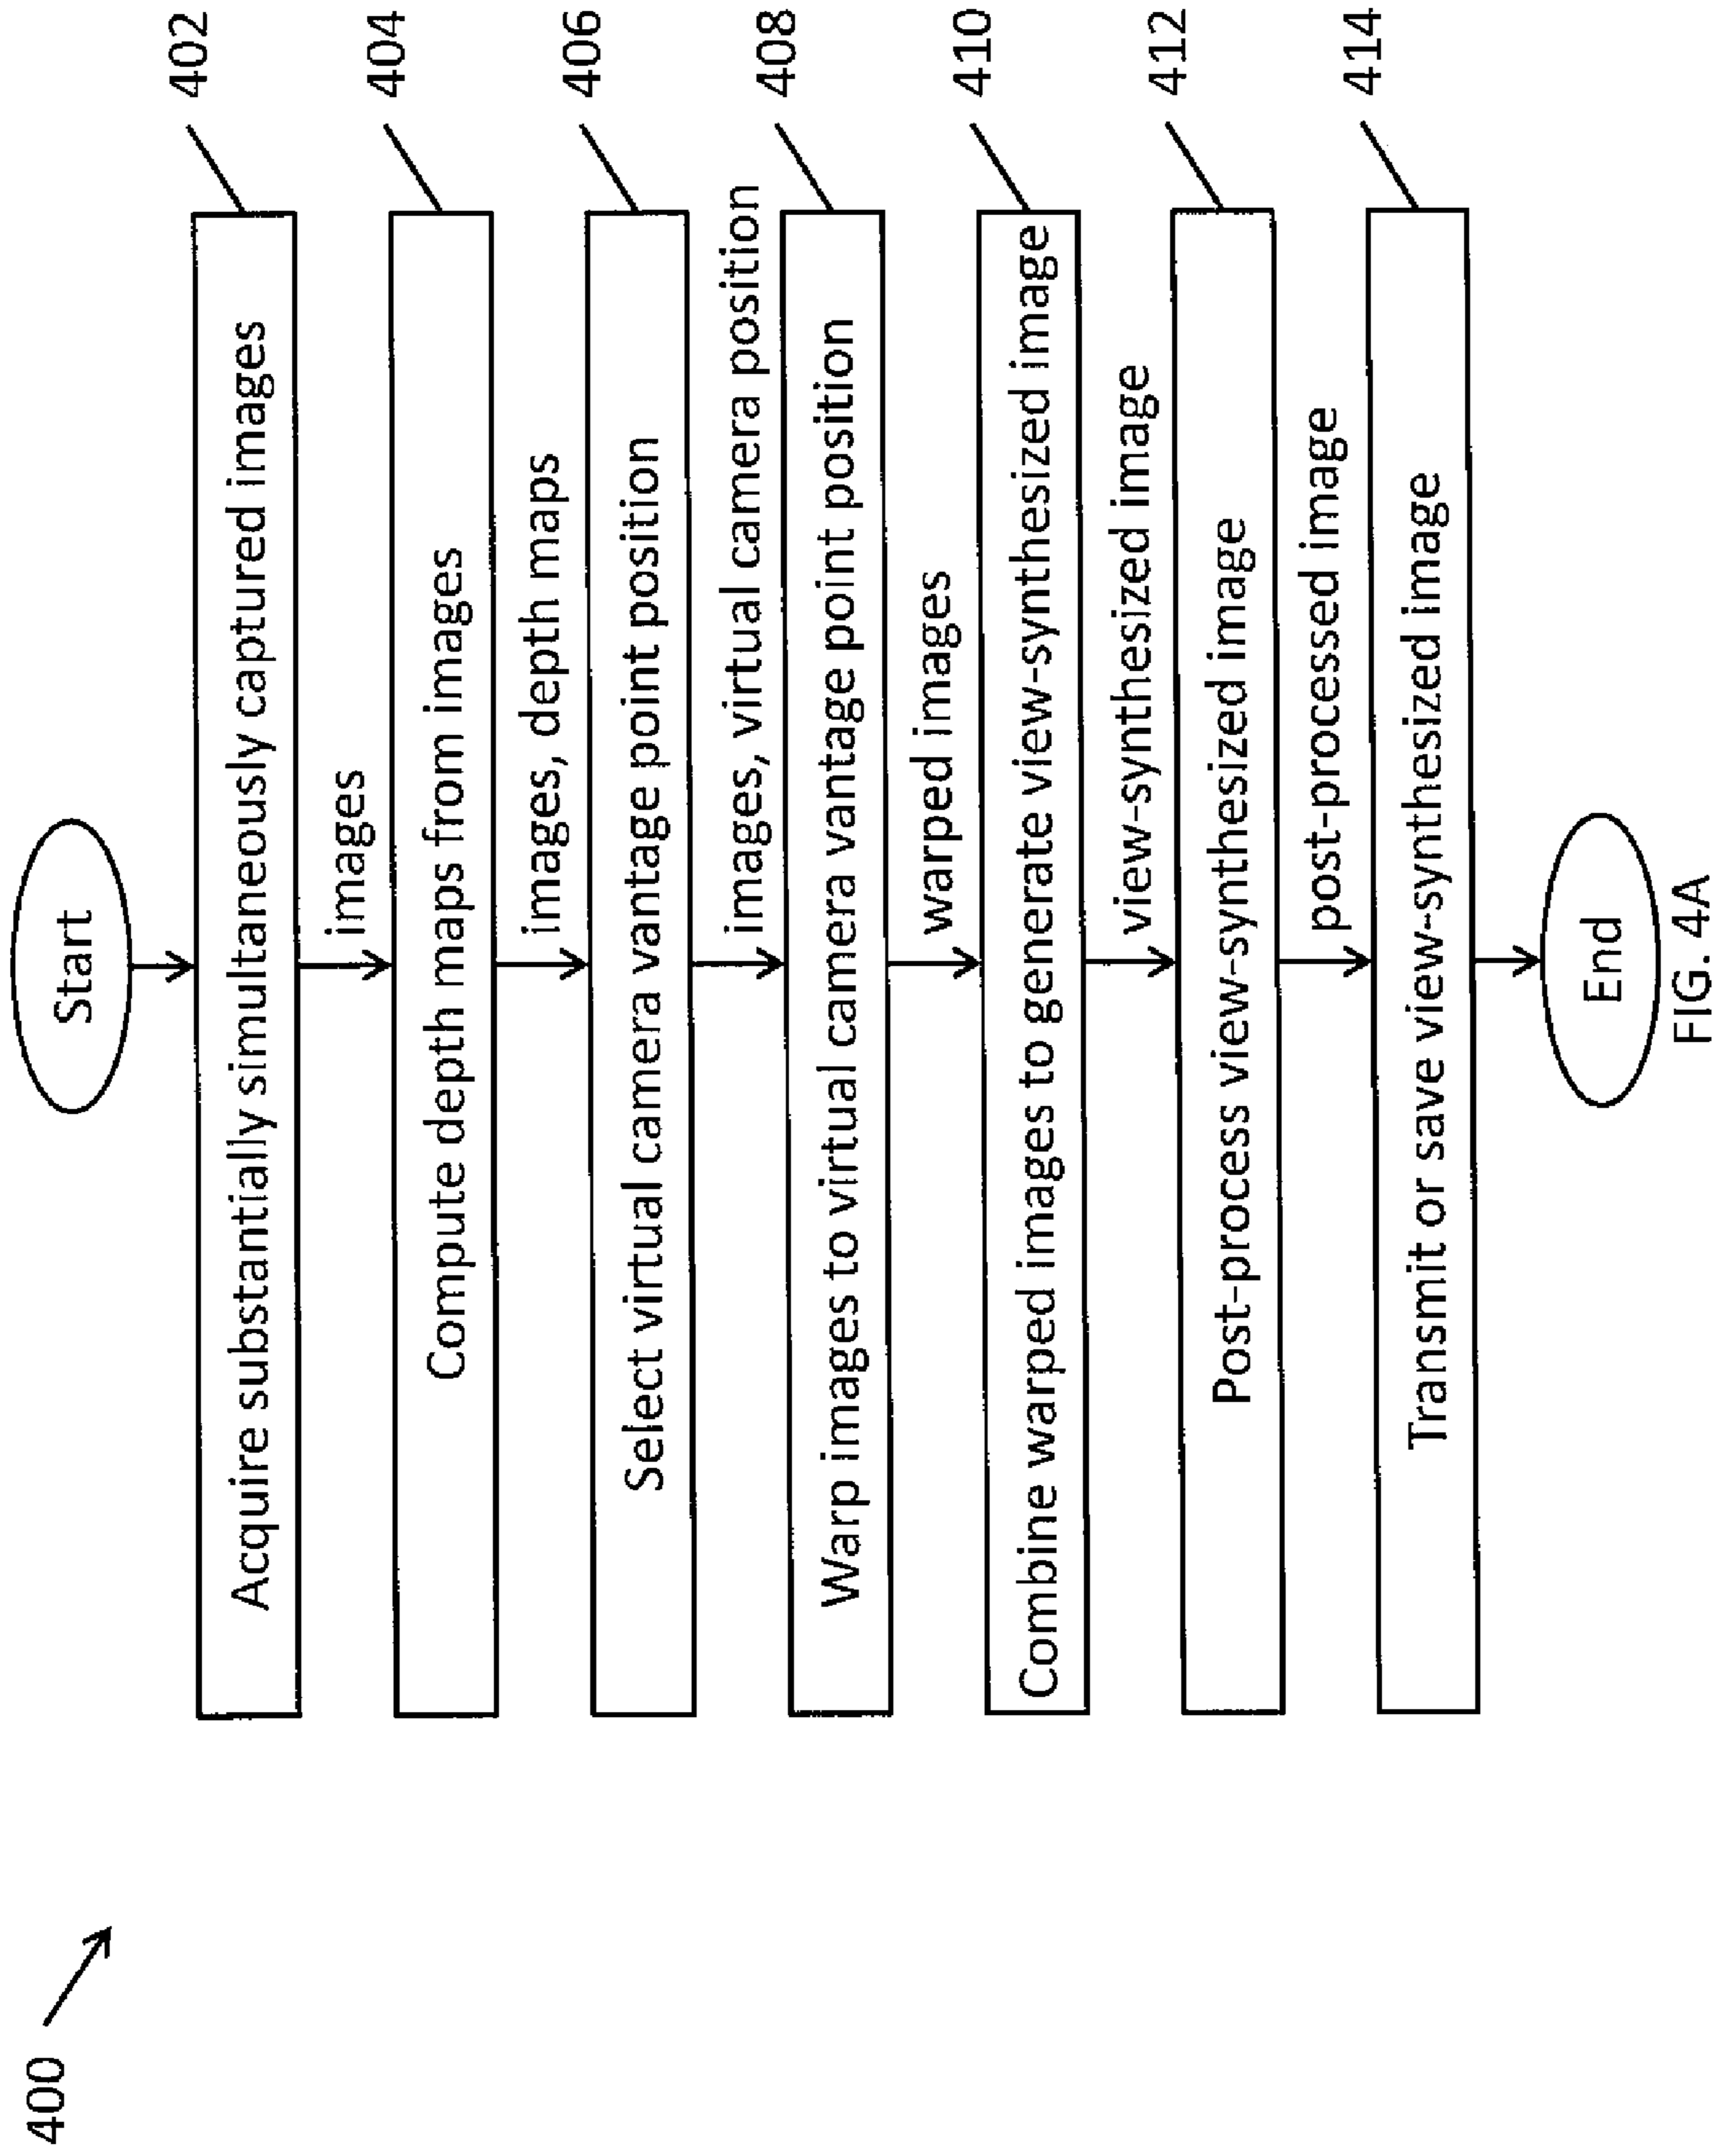 400
Start
Acquire substantially simultaneously captured images
402
images
Compute depth maps from images
404
images, depth maps
Select virtual camera vantage point position
406
images, virtual camera position
Warp images to virtual camera vantage point position
408
warped images
Combine warped images to generate view-synthesized image
410
view-synthesized image
Post-process view-synthesized image
412
post-processed image
Transmit or save view-synthesized image
414
End
FIG. 4A